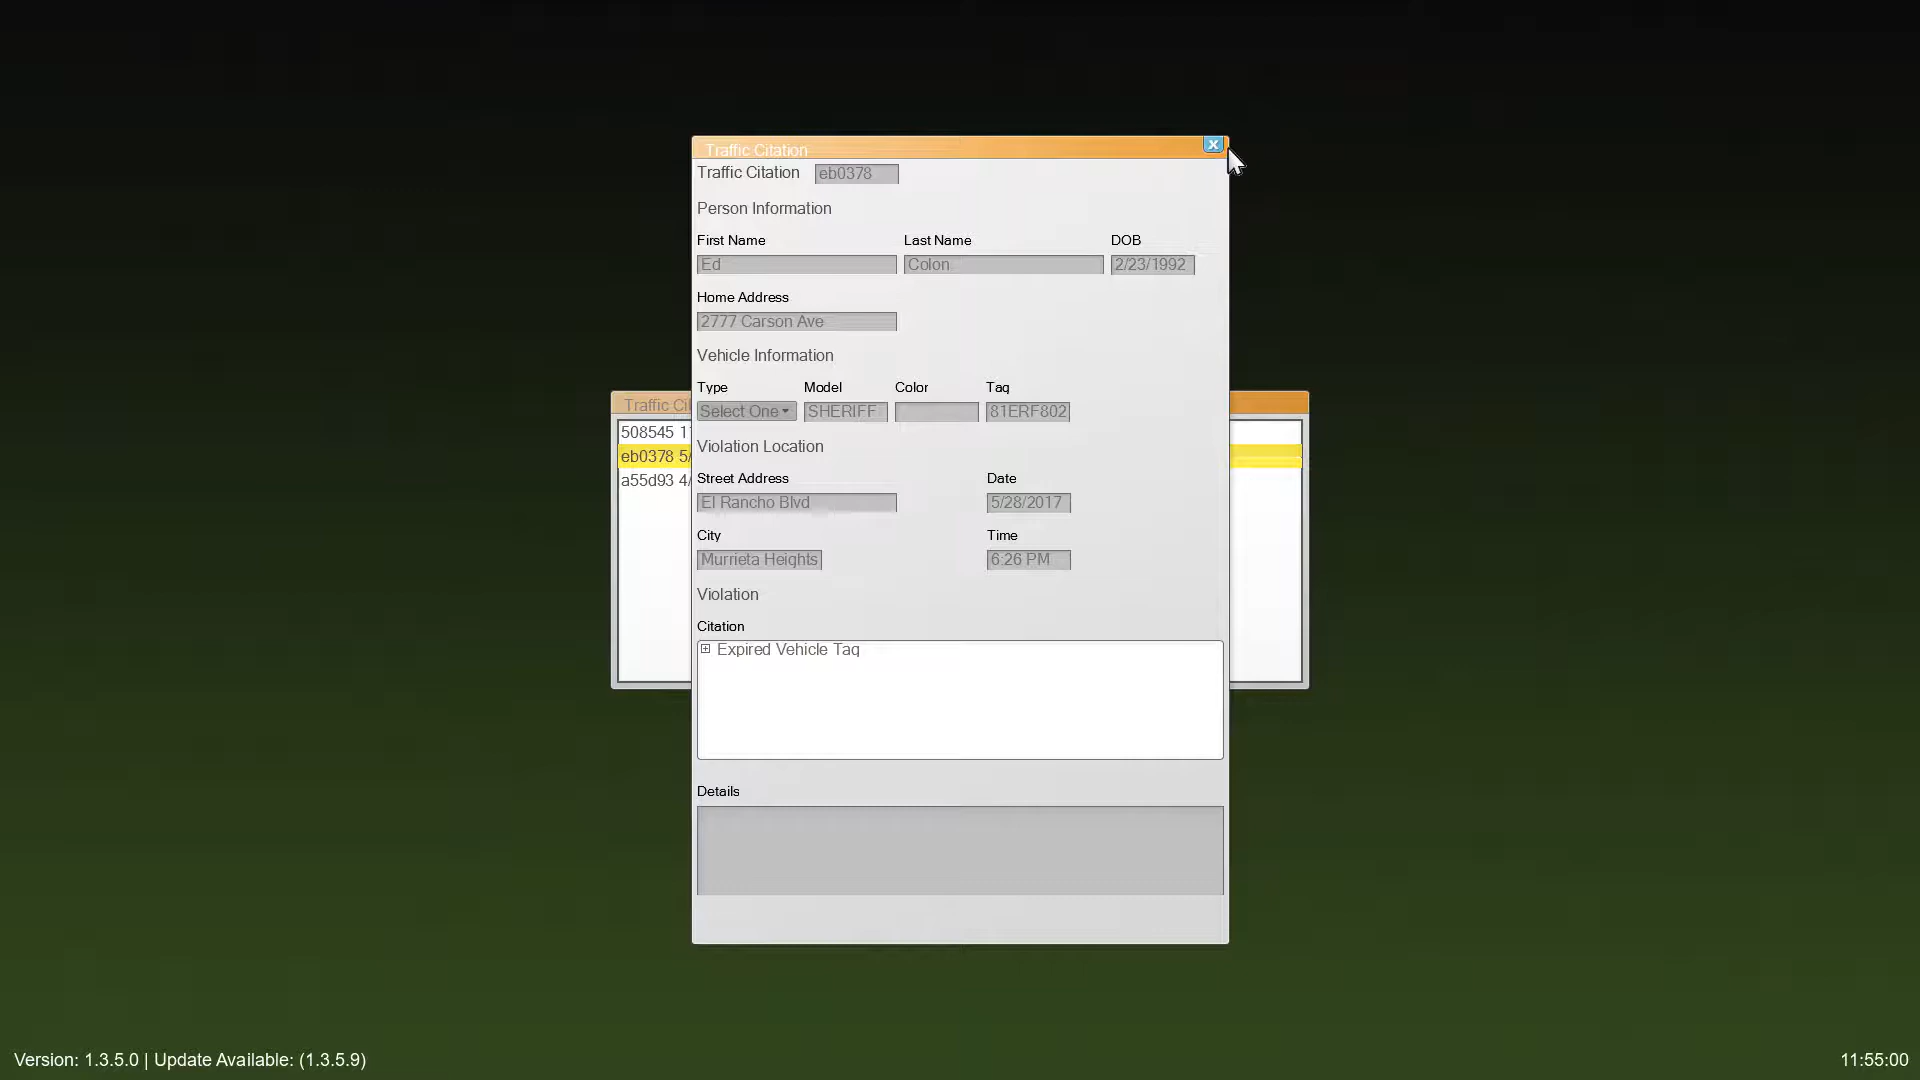 Traffic Citation
Traffic Citation eb0378
Person Information
First Name Last Name DOB
Ed Colon 2/23/1992
Home Address
2777 Carson Ave
Vehicle Information
Type Model Color Tag
Select One SHERIFF 81ERF802
Violation Location
Street Address Date
El Rancho Blvd 5/28/2017
City Time
Murrieta Heights 6:26 PM
Violation
Citation
Expired Vehicle Tag
Details
Traffic
508545
eb0378 5/
a55d93 4/
Version: 1.3.5.0 | Update Available: (1.3.5.9)
11:55:00